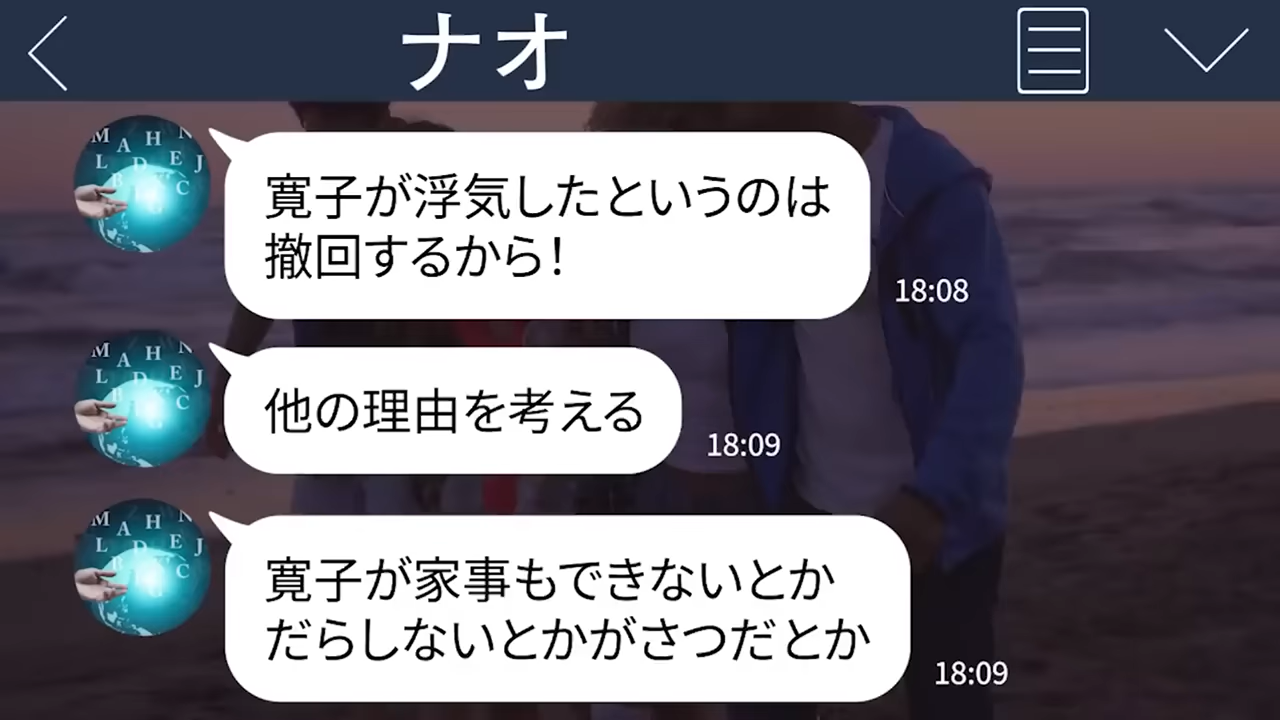 ナオ
寛子が浮気したというのは
撤回するから！
18:08
他の理由を考える
18:09
寛子が家事もできないとか
だらしないとかがさつだとか
18:09